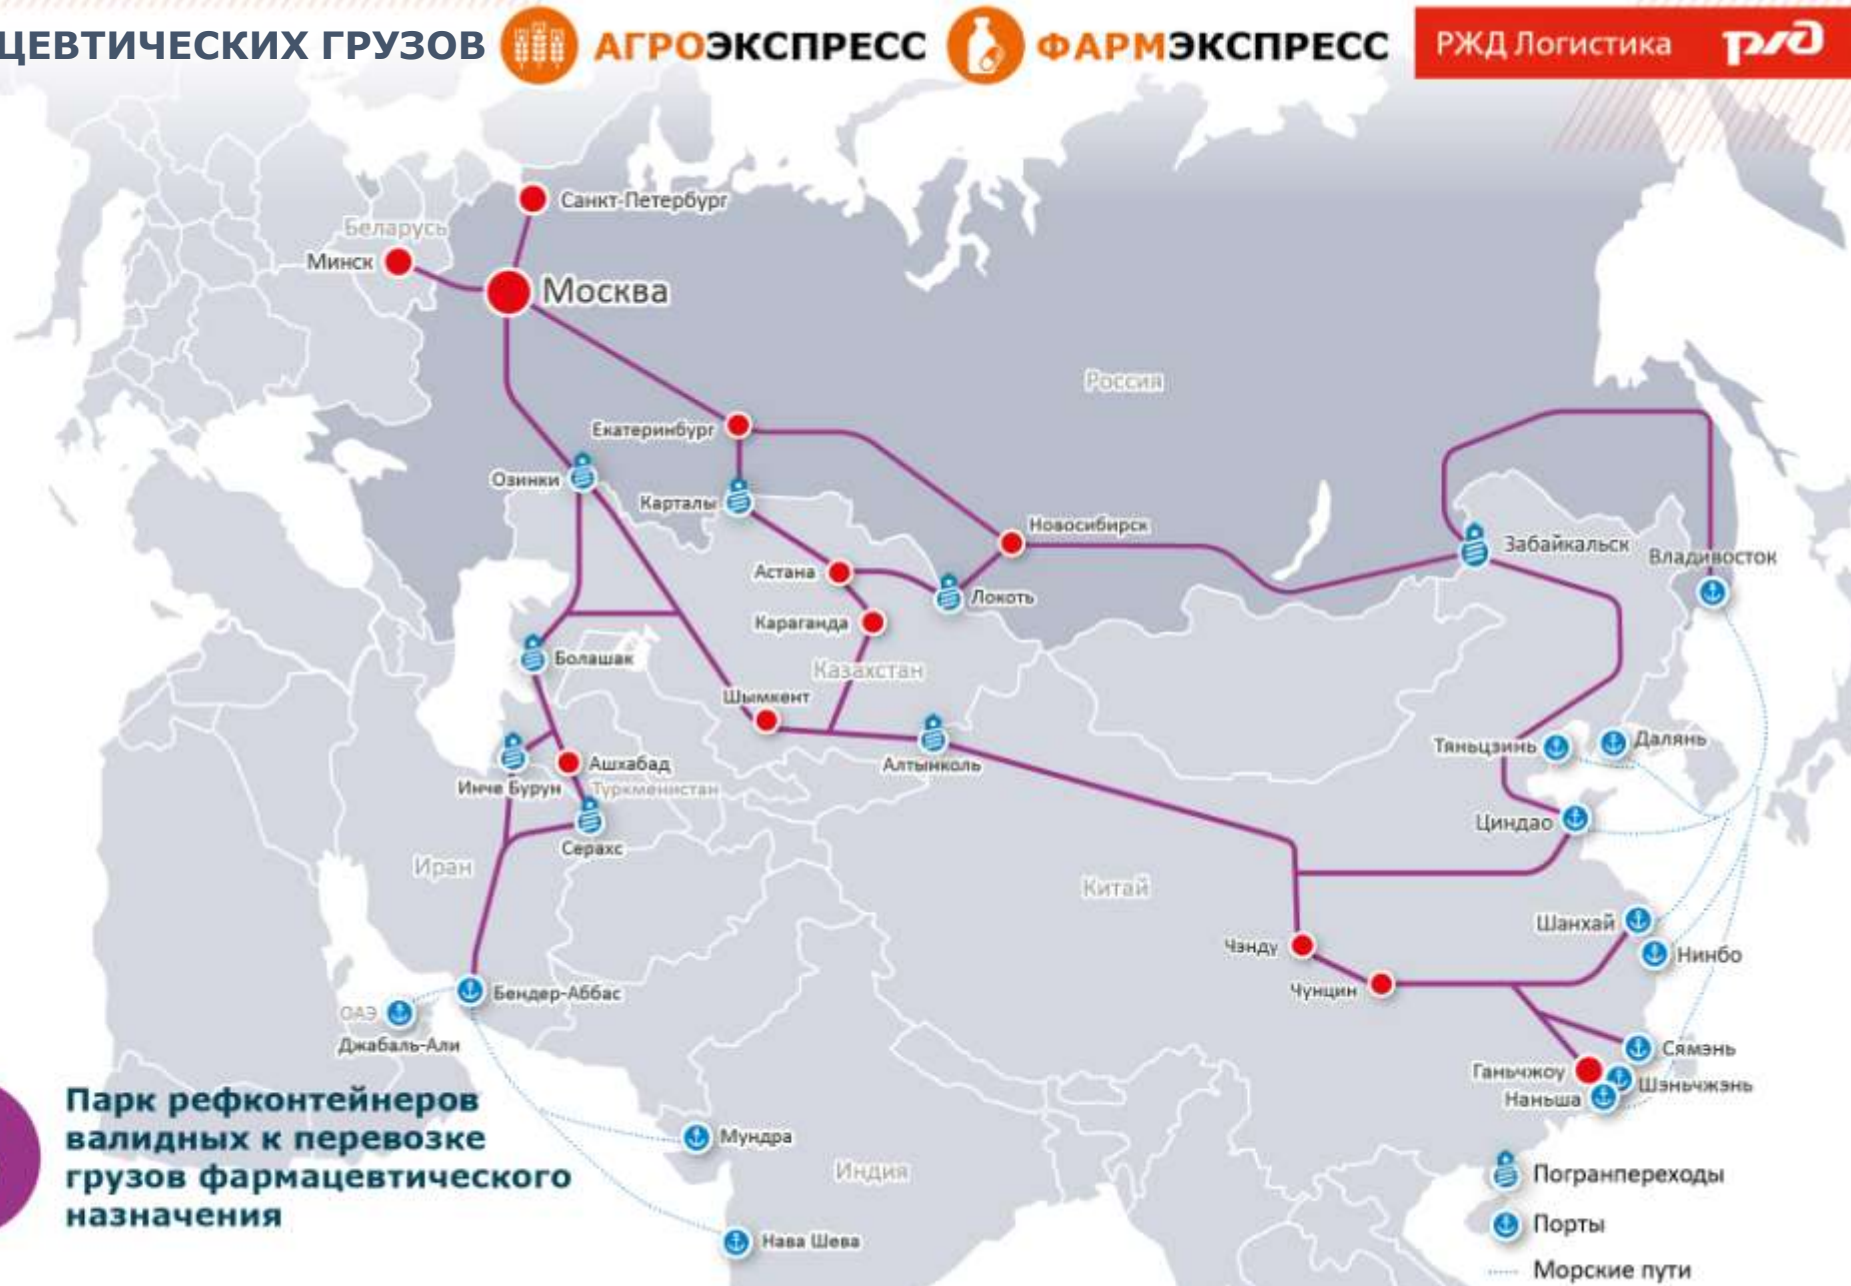 ЦЕВТИЧЕСКИХ ГРУЗОВ
АГРОЭКСПРЕСС
ФАРМЭКСПРЕСС
РЖД Логистика
ржд
Санкт-Петербург
Беларусь
Минск
Москва
Россия
Екатеринбург
Озинки
Карталы
Новосибирск
Забайкальск
Владивосток
Астана
Локоть
Караганда
Болашак
Казахстан
Шымкент
Тяньцзинь
Далянь
Ашхабад
Алтынколь
Инче Бурун
Туркменистан
Циндао
Серахс
Иран
Китай
Шанхай
Чэнду
Нинбо
Чунцин
Бендер-Аббас
ОАЭ
Джабаль-Али
Сямэнь
Ганьчжоу
Шэньчжэнь
Наньша
Парк рефконтейнеров
валидных к перевозке
грузов фармацевтического
назначения
Мундра
Индия
Нава Шева
Погранпереходы
Порты
Морские пути